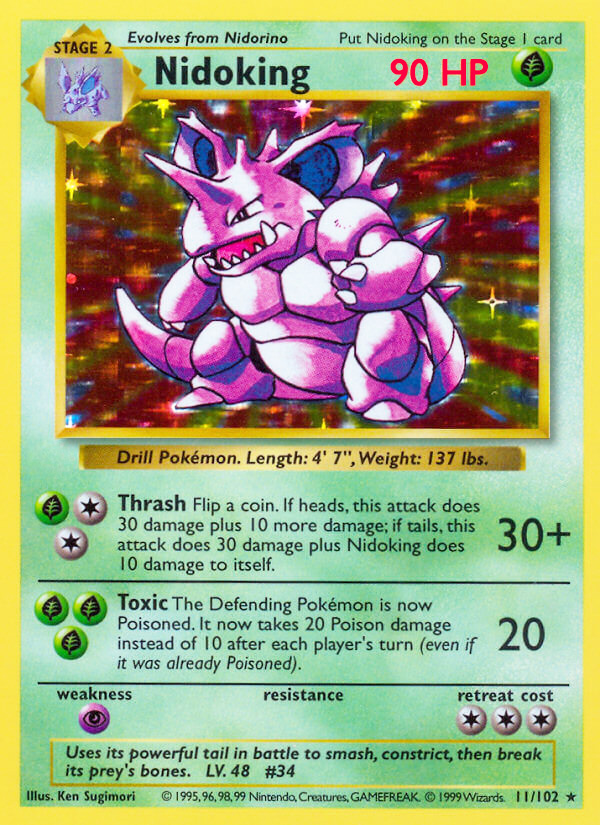 Evolves from Nidorino Put Nidoking on the Stage 1 card
STAGE 2
Nidoking 90 HP
Drill Pokémon. Length: 4' 7", Weight: 137 lbs.
Thrash Flip a coin. If heads, this attack does
30 damage plus 10 more damage; if tails, this
attack does 30 damage plus Nidoking does
10 damage to itself.
30+
Toxic The Defending Pokémon is now
Poisoned. It now takes 20 Poison damage
instead of 10 after each player's turn (even if
it was already Poisoned).
20
weakness resistance retreat cost
Uses its powerful tail in battle to smash, constrict, then break
its prey's bones. LV. 48 #34
Illus. Ken Sugimori © 1995, 96, 98, 99 Nintendo, Creatures, GAMEFREAK. © 1999 Wizards. 11/102 ★